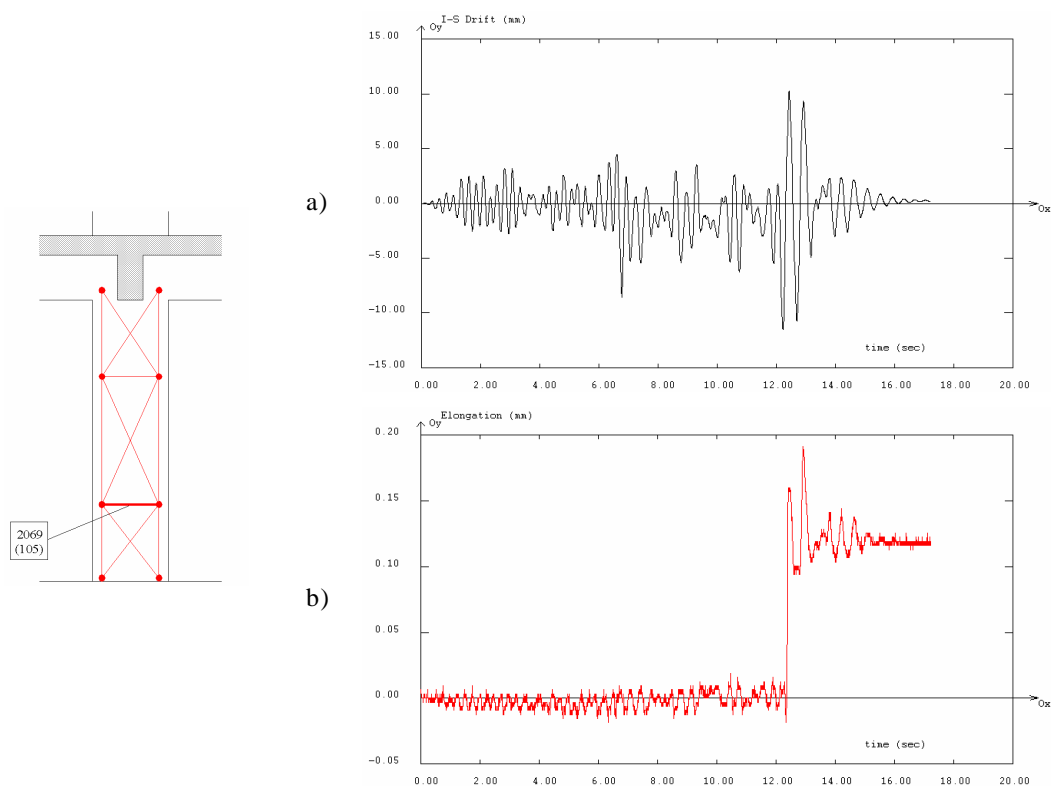 2069
(105)
a)
I-S Drift (mm)
Oy
15.00
10.00
5.00
0.00
Ox
-5.00
-10.00
time (sec)
-15.00
0.00 2.00 4.00 6.00 8.00 10.00 12.00 14.00 16.00 18.00 20.00
b)
Elongation (mm)
Oy
0.20
0.15
0.10
0.05
0.00
Ox
time (sec)
-0.05
0.00 2.00 4.00 6.00 8.00 10.00 12.00 14.00 16.00 18.00 20.00